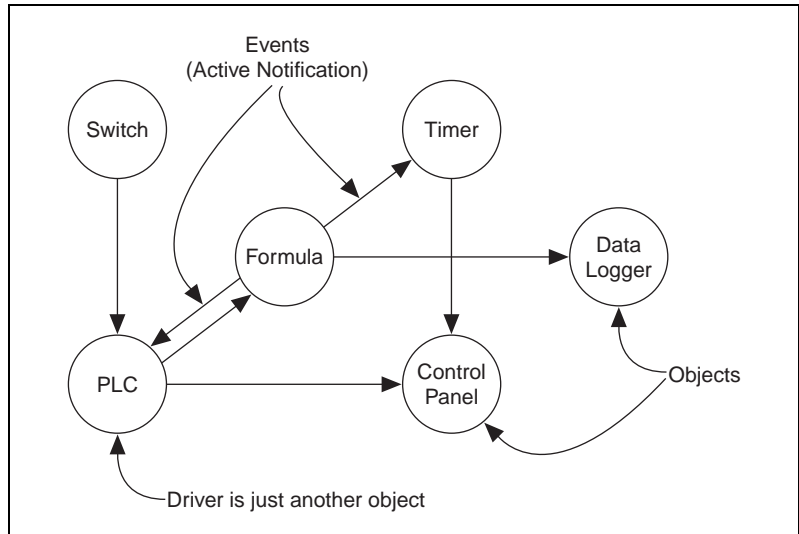 Events
(Active Notification)
Switch
Timer
Formula
Data
Logger
PLC
Control
Panel
Objects
Driver is just another object